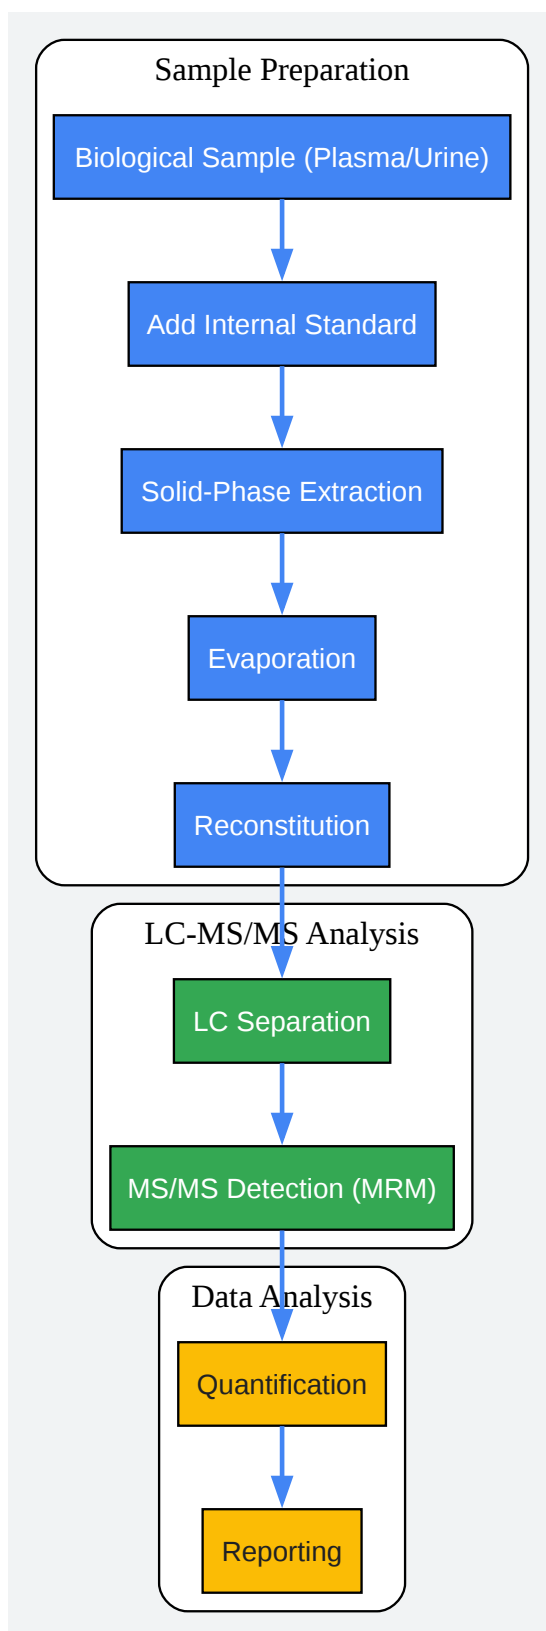 Sample Preparation
Biological Sample (Plasma/Urine)
Add Internal Standard
Solid-Phase Extraction
Evaporation
Reconstitution
LC-MS/MS Analysis
LC Separation
MS/MS Detection (MRM)
Data Analysis
Quantification
Reporting